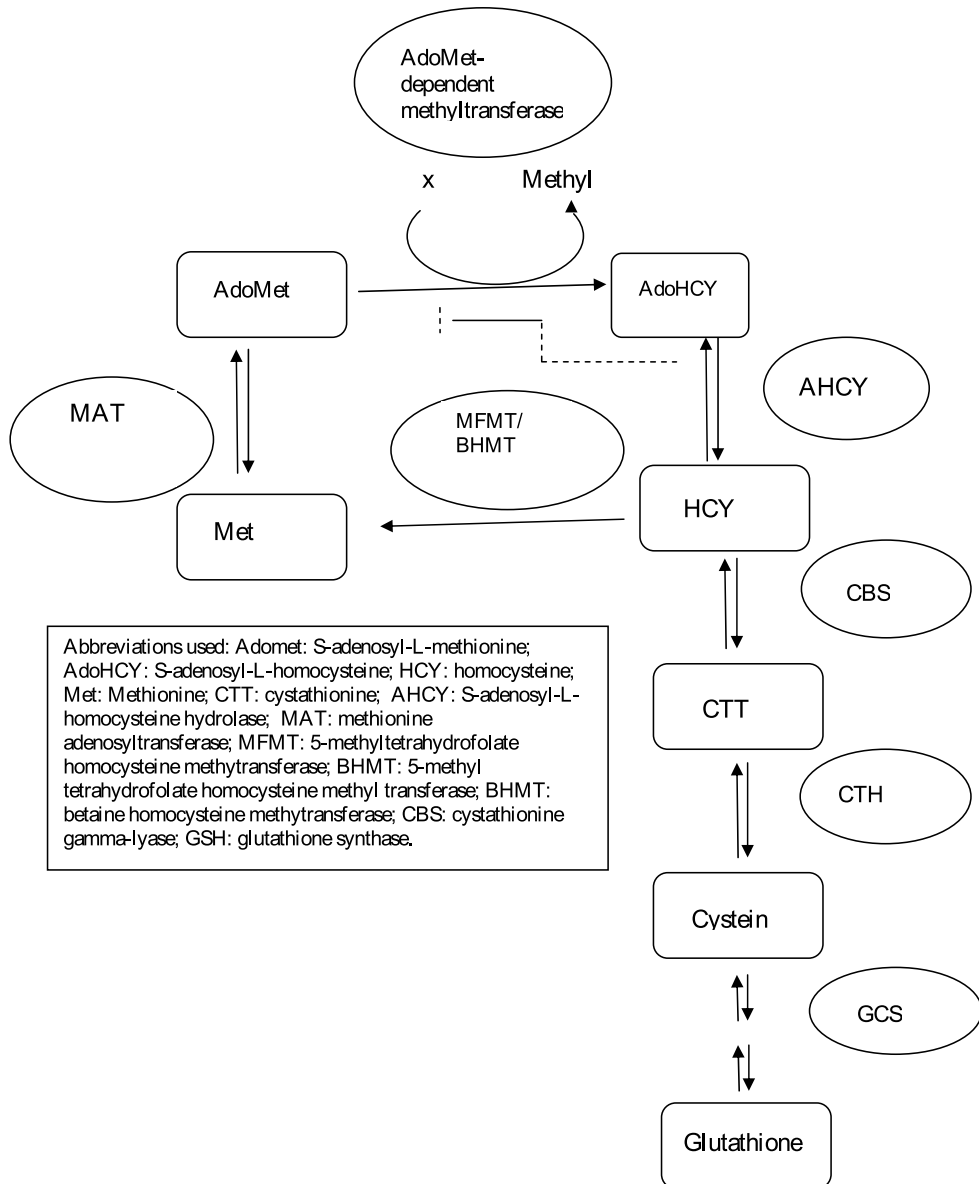 AdoMet-
dependent
methyltransferase
x Methyl
AdoMet
AdoHCY
MAT
MFMT/
BHMT
AHCY
Met
HCY
CBS
Abbreviations used: Adomet: S-adenosyl-L-methionine;
AdoHCY: S-adenosyl-L-homocysteine; HCY: homocysteine;
Met: Methionine; CTT: cystathionine; AHCY: S-adenosyl-L-
homocysteine hydrolase; MAT: methionine
adenosyltransferase; MFMT: 5-methyltetrahydrofolate
homocysteine methytransferase; BHMT: 5-methyl
tetrahydrofolate homocysteine methyl transferase; BHMT:
betaine homocysteine methytransferase; CBS: cystathionine
gamma-lyase; GSH: glutathione synthase.
CTT
CTH
Cystein
GCS
Glutathione